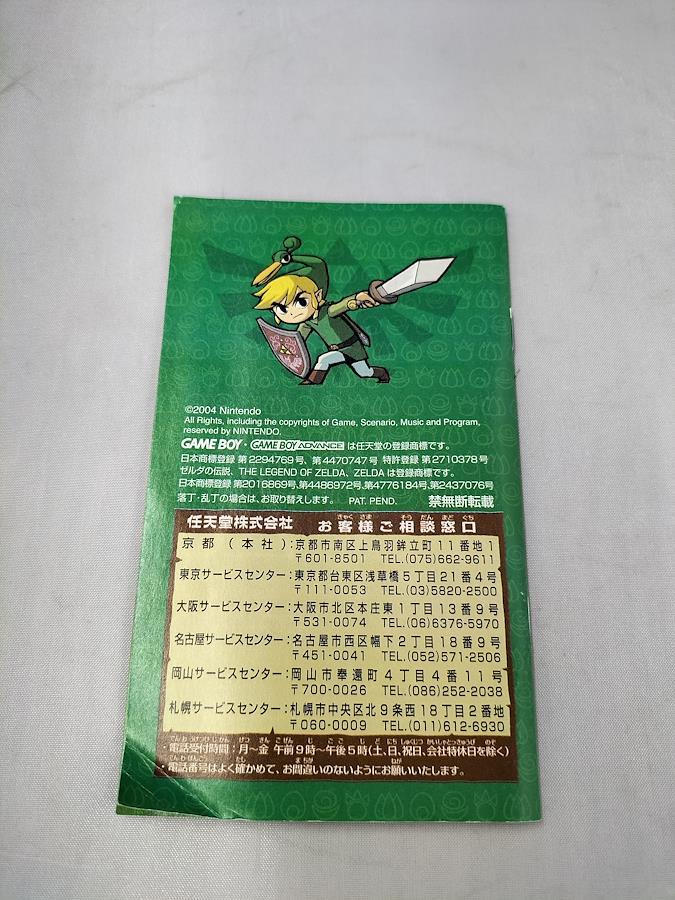 ©2004 Nintendo
All Rights, including the copyrights of Game, Scenario, Music and Program,
reserved by NINTENDO.
GAME BOY・GAME BOY ADVANCE は任天堂の登録商標です。
日本商標登録 第2294769号、第4470747号 特許登録 第2710378号
ゼルダの伝説、THE LEGEND OF ZELDA、ZELDA は登録商標です。
日本商標登録 第2016869号、第4486972号、第4776184号、第2437076号
落丁・乱丁の場合は、お取り替えします。 PAT. PEND. 禁無断転載
任天堂株式会社 お客様ご相談窓口
京都(本社):京都市南区上鳥羽鉾立町11番地1
〒601-8501 TEL.(075)662-9611
東京サービスセンター:東京都台東区浅草橋5丁目21番4号
〒111-0053 TEL.(03)5820-2500
大阪サービスセンター:大阪市北区本庄東1丁目13番9号
〒531-0074 TEL.(06)6376-5970
名古屋サービスセンター:名古屋市西区幅下2丁目18番9号
〒451-0041 TEL.(052)571-2506
岡山サービスセンター:岡山市奉還町4丁目4番11号
〒700-0026 TEL.(086)252-2038
札幌サービスセンター:札幌市中央区北9条西18丁目2番地
〒060-0009 TEL.(011)612-6930
・電話受付時間:月〜金 午前9時〜午後5時(土、日、祝日、会社特休日を除く)
・電話番号はよく確かめて、お間違いのないようにお願いいたします。